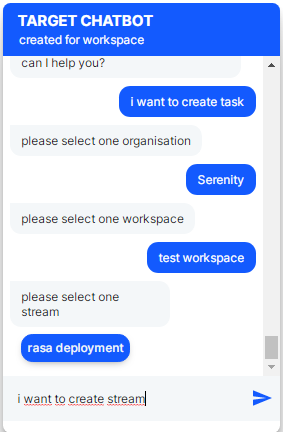 TARGET CHATBOT
created for workspace
can I help you?
i want to create task
please select one organisation
Serenity
please select one workspace
test workspace
please select one
stream
rasa deployment
i want to create stream